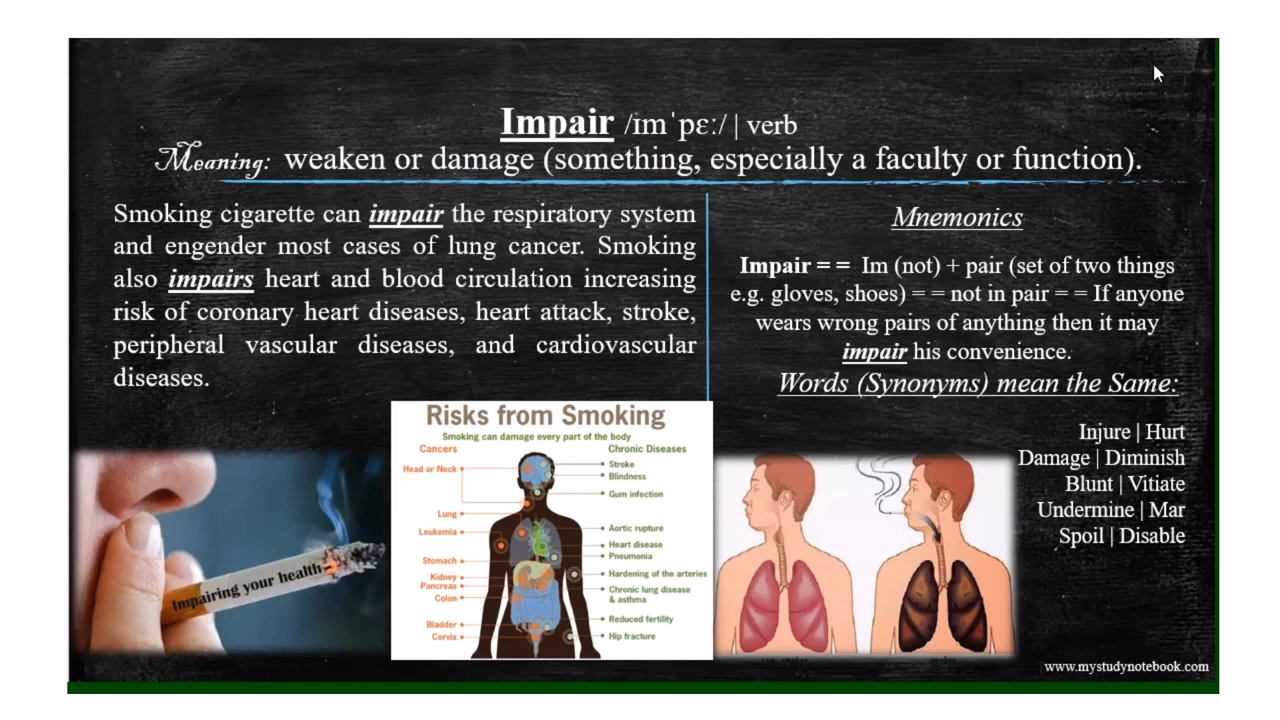 Impair /ɪmˈpɛː/ | verb
Meaning: weaken or damage (something, especially a faculty or function).
Smoking cigarette can impair the respiratory system
and engender most cases of lung cancer. Smoking
also impairs heart and blood circulation increasing
risk of coronary heart diseases, heart attack, stroke,
peripheral vascular diseases, and cardiovascular
diseases.
Mnemonics
Impair = = Im (not) + pair (set of two things
e.g. gloves, shoes) = = not in pair = = If anyone
wears wrong pairs of anything then it may
impair his convenience.
Words (Synonyms) mean the Same:
Injure | Hurt
Damage | Diminish
Blunt | Vitiate
Undermine | Mar
Spoil | Disable
Impairing your health
Risks from Smoking
Smoking can damage every part of the body
Cancers
Head or Neck
Lung
Leukemia
Stomach
Kidney
Pancreas
Colon
Bladder
Cervix
Chronic Diseases
Stroke
Blindness
Gum infection
Aortic rupture
Heart disease
Pneumonia
Hardening of the arteries
Chronic lung disease
& asthma
Reduced fertility
Hip fracture
www.mystudynotebook.com